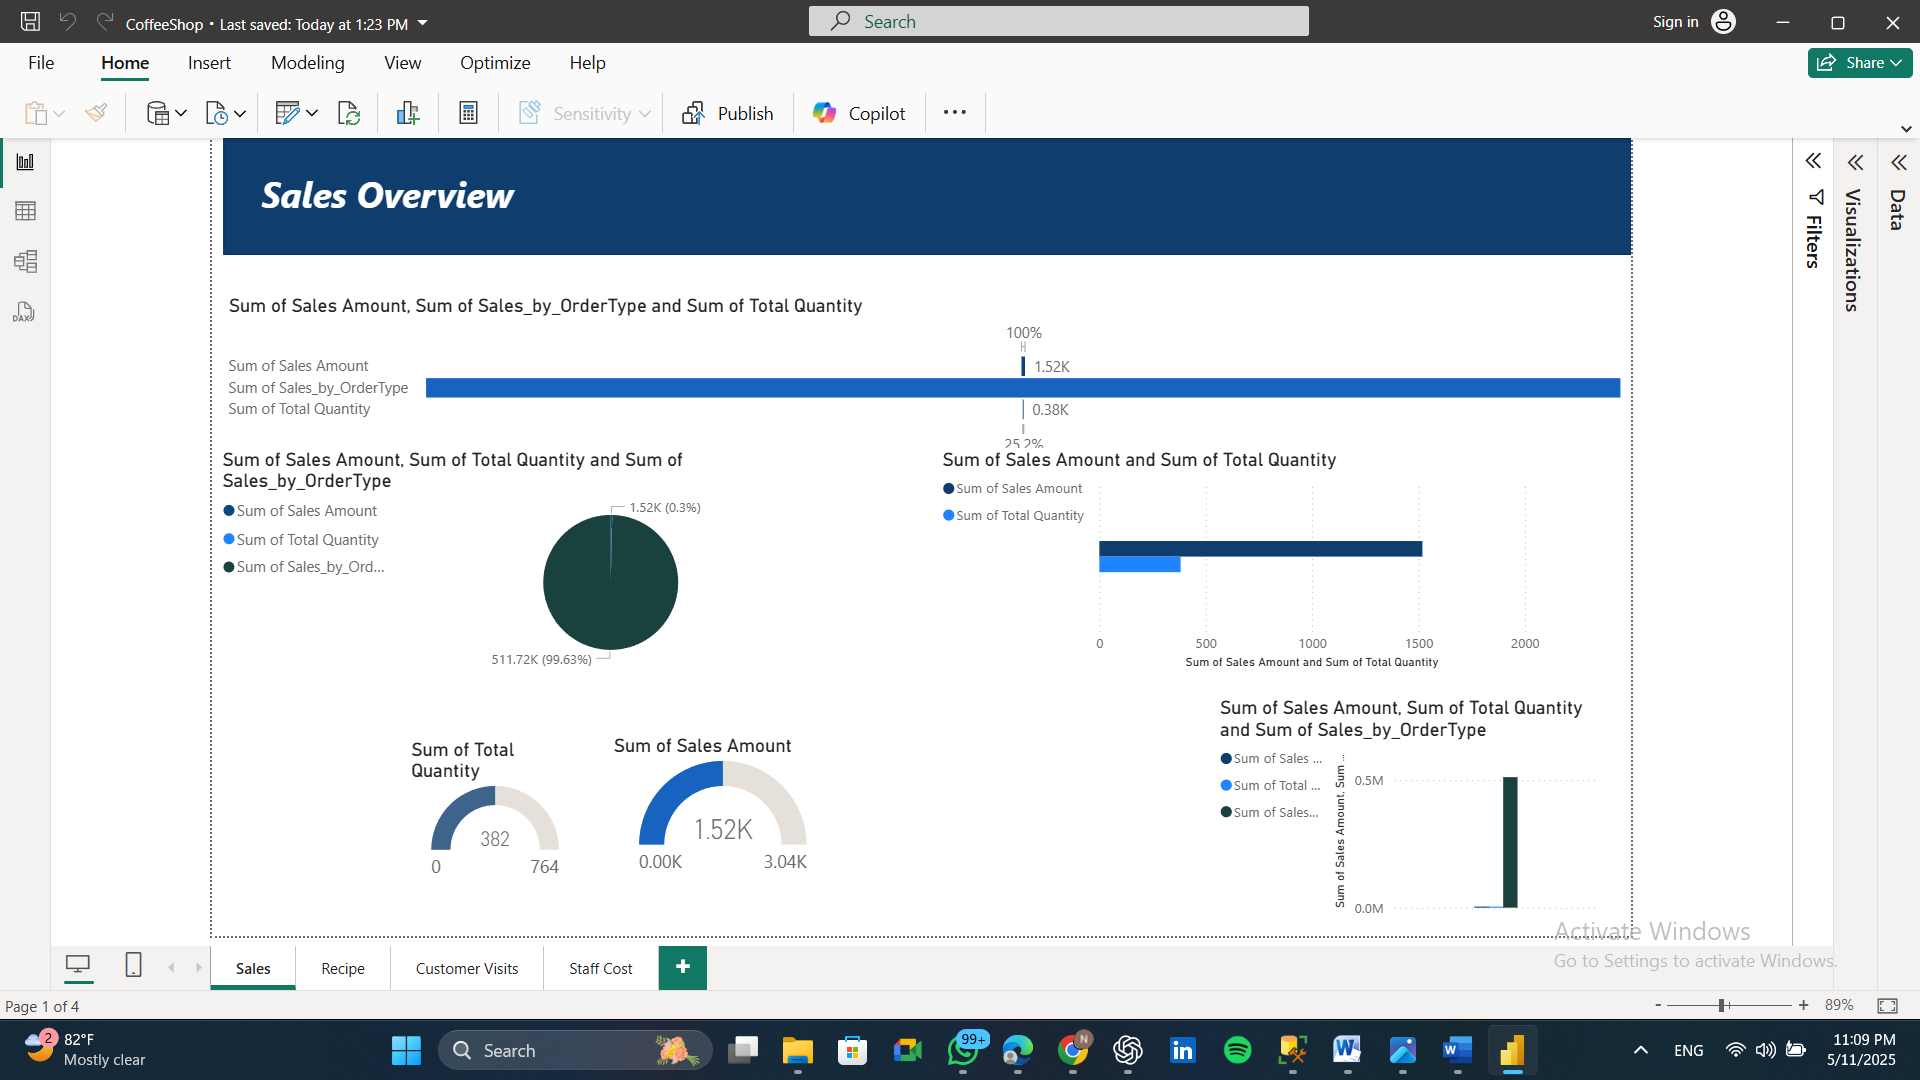 CoffeeShop • Last saved: Today at 1:23 PM
Search
Sign in
File
Home
Insert
Modeling
View
Optimize
Help
Share
Sensitivity
Publish
Copilot
DAX
Sales Overview
Filters
Visualizations
Data
Sum of Sales Amount, Sum of Sales_by_OrderType and Sum of Total Quantity
100%
Sum of Sales Amount
1.52K
Sum of Sales_by_OrderType
Sum of Total Quantity
0.38K
25.2%
Sum of Sales Amount, Sum of Total Quantity and Sum of
Sales_by_OrderType
Sum of Sales Amount
Sum of Total Quantity
Sum of Sales_by_Ord...
1.52K (0.3%)
511.72K (99.63%)
Sum of Sales Amount and Sum of Total Quantity
Sum of Sales Amount
Sum of Total Quantity
0
500
1000
1500
2000
Sum of Sales Amount and Sum of Total Quantity
Sum of Total
Quantity
382
0
764
Sum of Sales Amount
1.52K
0.00K
3.04K
Sum of Sales Amount, Sum of Total Quantity
and Sum of Sales_by_OrderType
Sum of Sales ...
Sum of Total ...
Sum of Sales...
Sum of Sales Amount, Sum ...
0.5M
0.0M
Activate Windows
Go to Settings to activate Windows.
Sales
Recipe
Customer Visits
Staff Cost
+
Page 1 of 4
- + 89%
2
82°F
Mostly clear
Search
99+
N
in
W
W
ENG
11:09 PM
5/11/2025